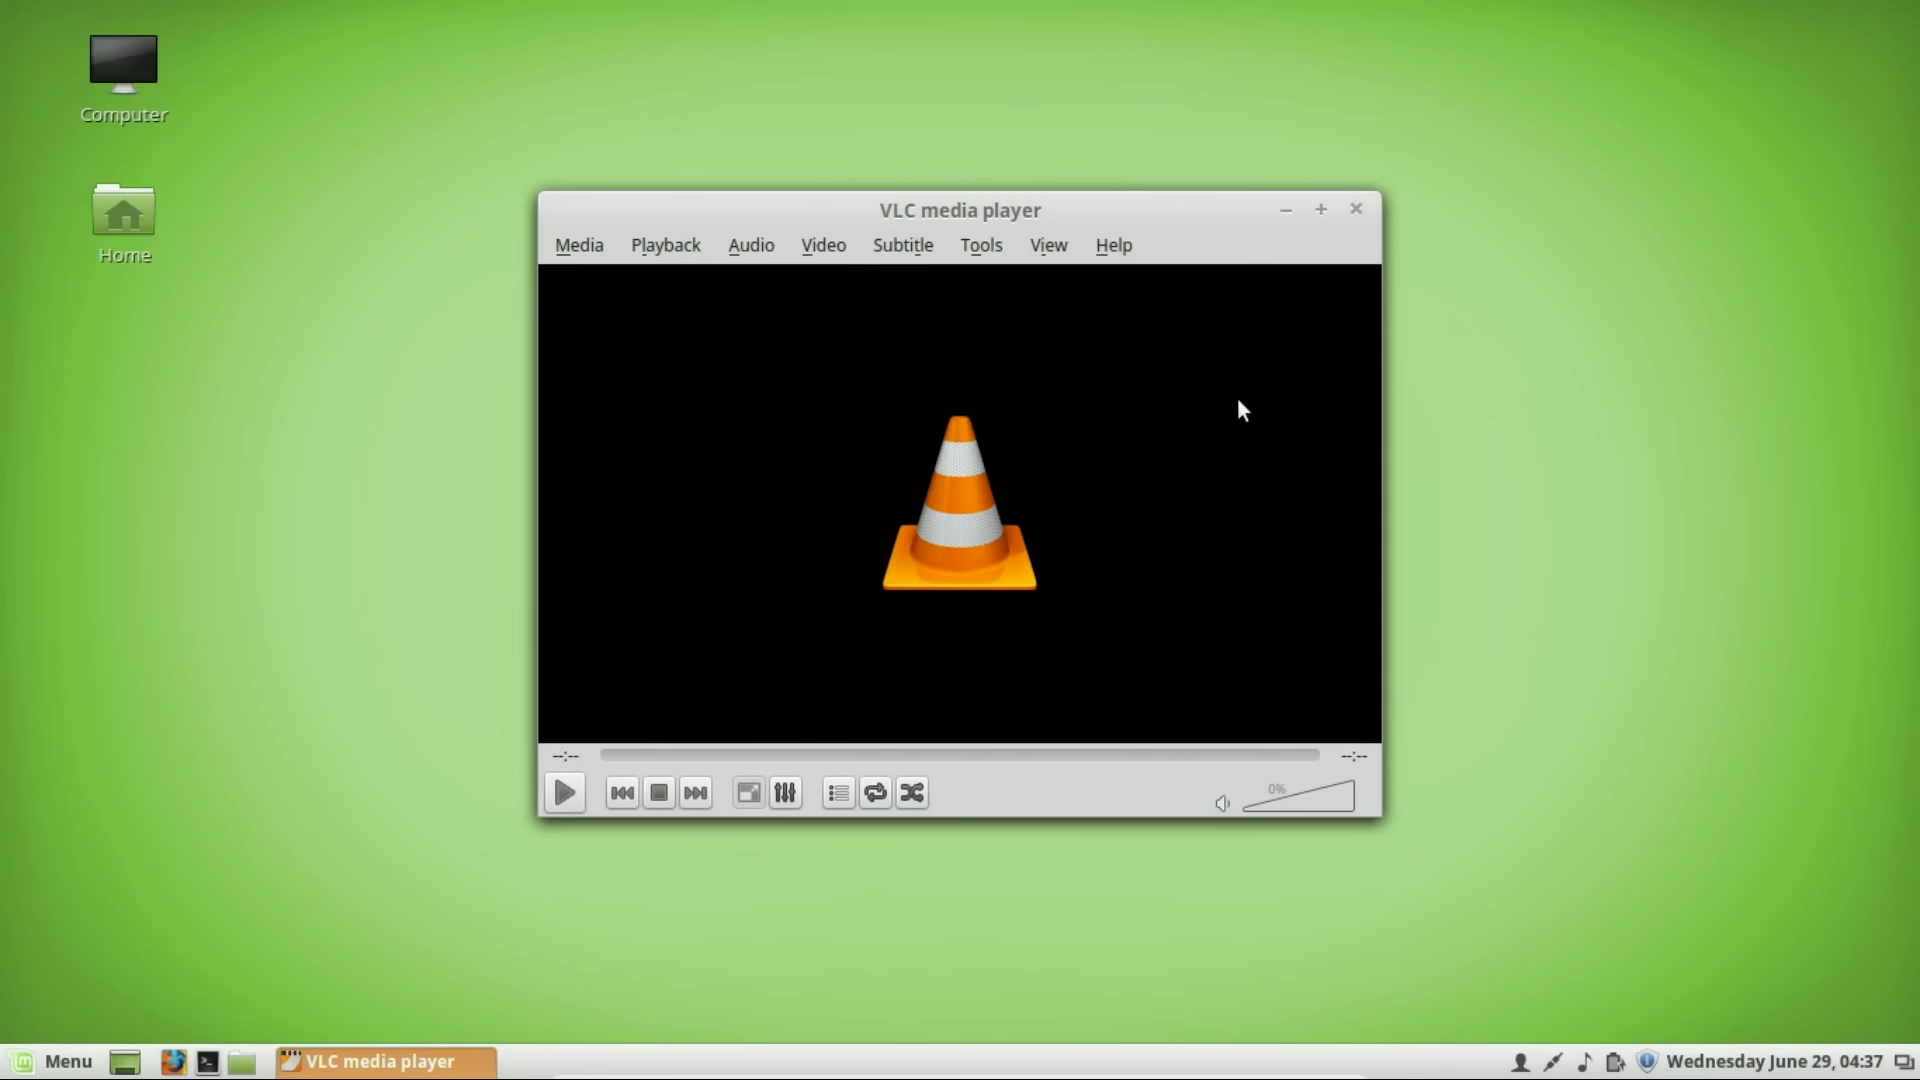 Computer
Home
VLC media player
Media Playback Audio Video Subtitle Tools View Help
--:-- --:--
0%
Menu VLC media player Wednesday June 29, 04:37